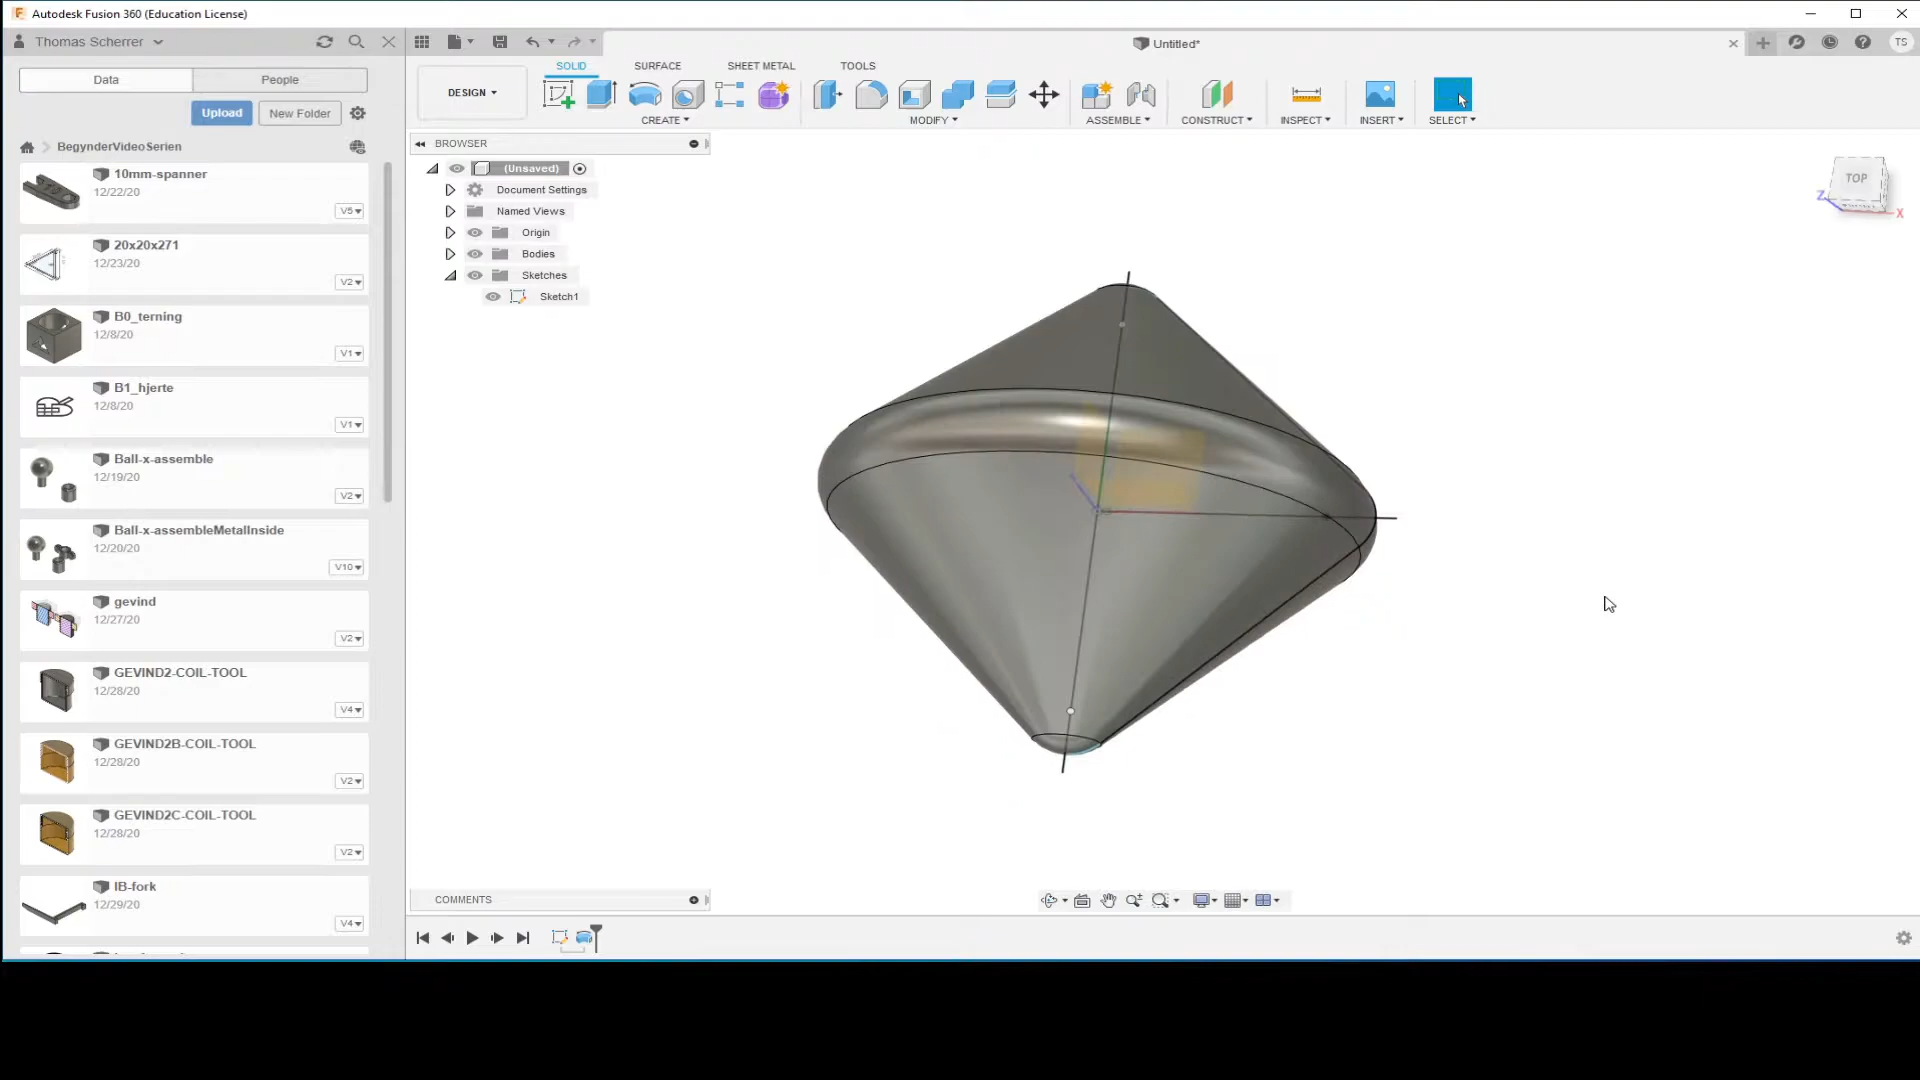 Autodesk Fusion 360 (Education License)
Thomas Scherrer
Untitled*
TS
Data
People
SOLID
SURFACE
SHEET METAL
TOOLS
DESIGN
Upload
New Folder
CREATE
MODIFY
ASSEMBLE
CONSTRUCT
INSPECT
INSERT
SELECT
BegynderVideoSerien
BROWSER
(Unsaved)
Document Settings
Named Views
Origin
Bodies
Sketches
Sketch1
TOP
Z
X
10mm-spanner
12/22/20
V5
20x20x271
12/23/20
V2
B0_terning
12/8/20
V1
B1_hjerte
12/8/20
V1
Ball-x-assemble
12/19/20
V2
Ball-x-assembleMetalInside
12/20/20
V10
gevind
12/27/20
V2
GEVIND2-COIL-TOOL
12/28/20
V4
GEVIND2B-COIL-TOOL
12/28/20
V2
GEVIND2C-COIL-TOOL
12/28/20
V2
IB-fork
12/29/20
V4
COMMENTS